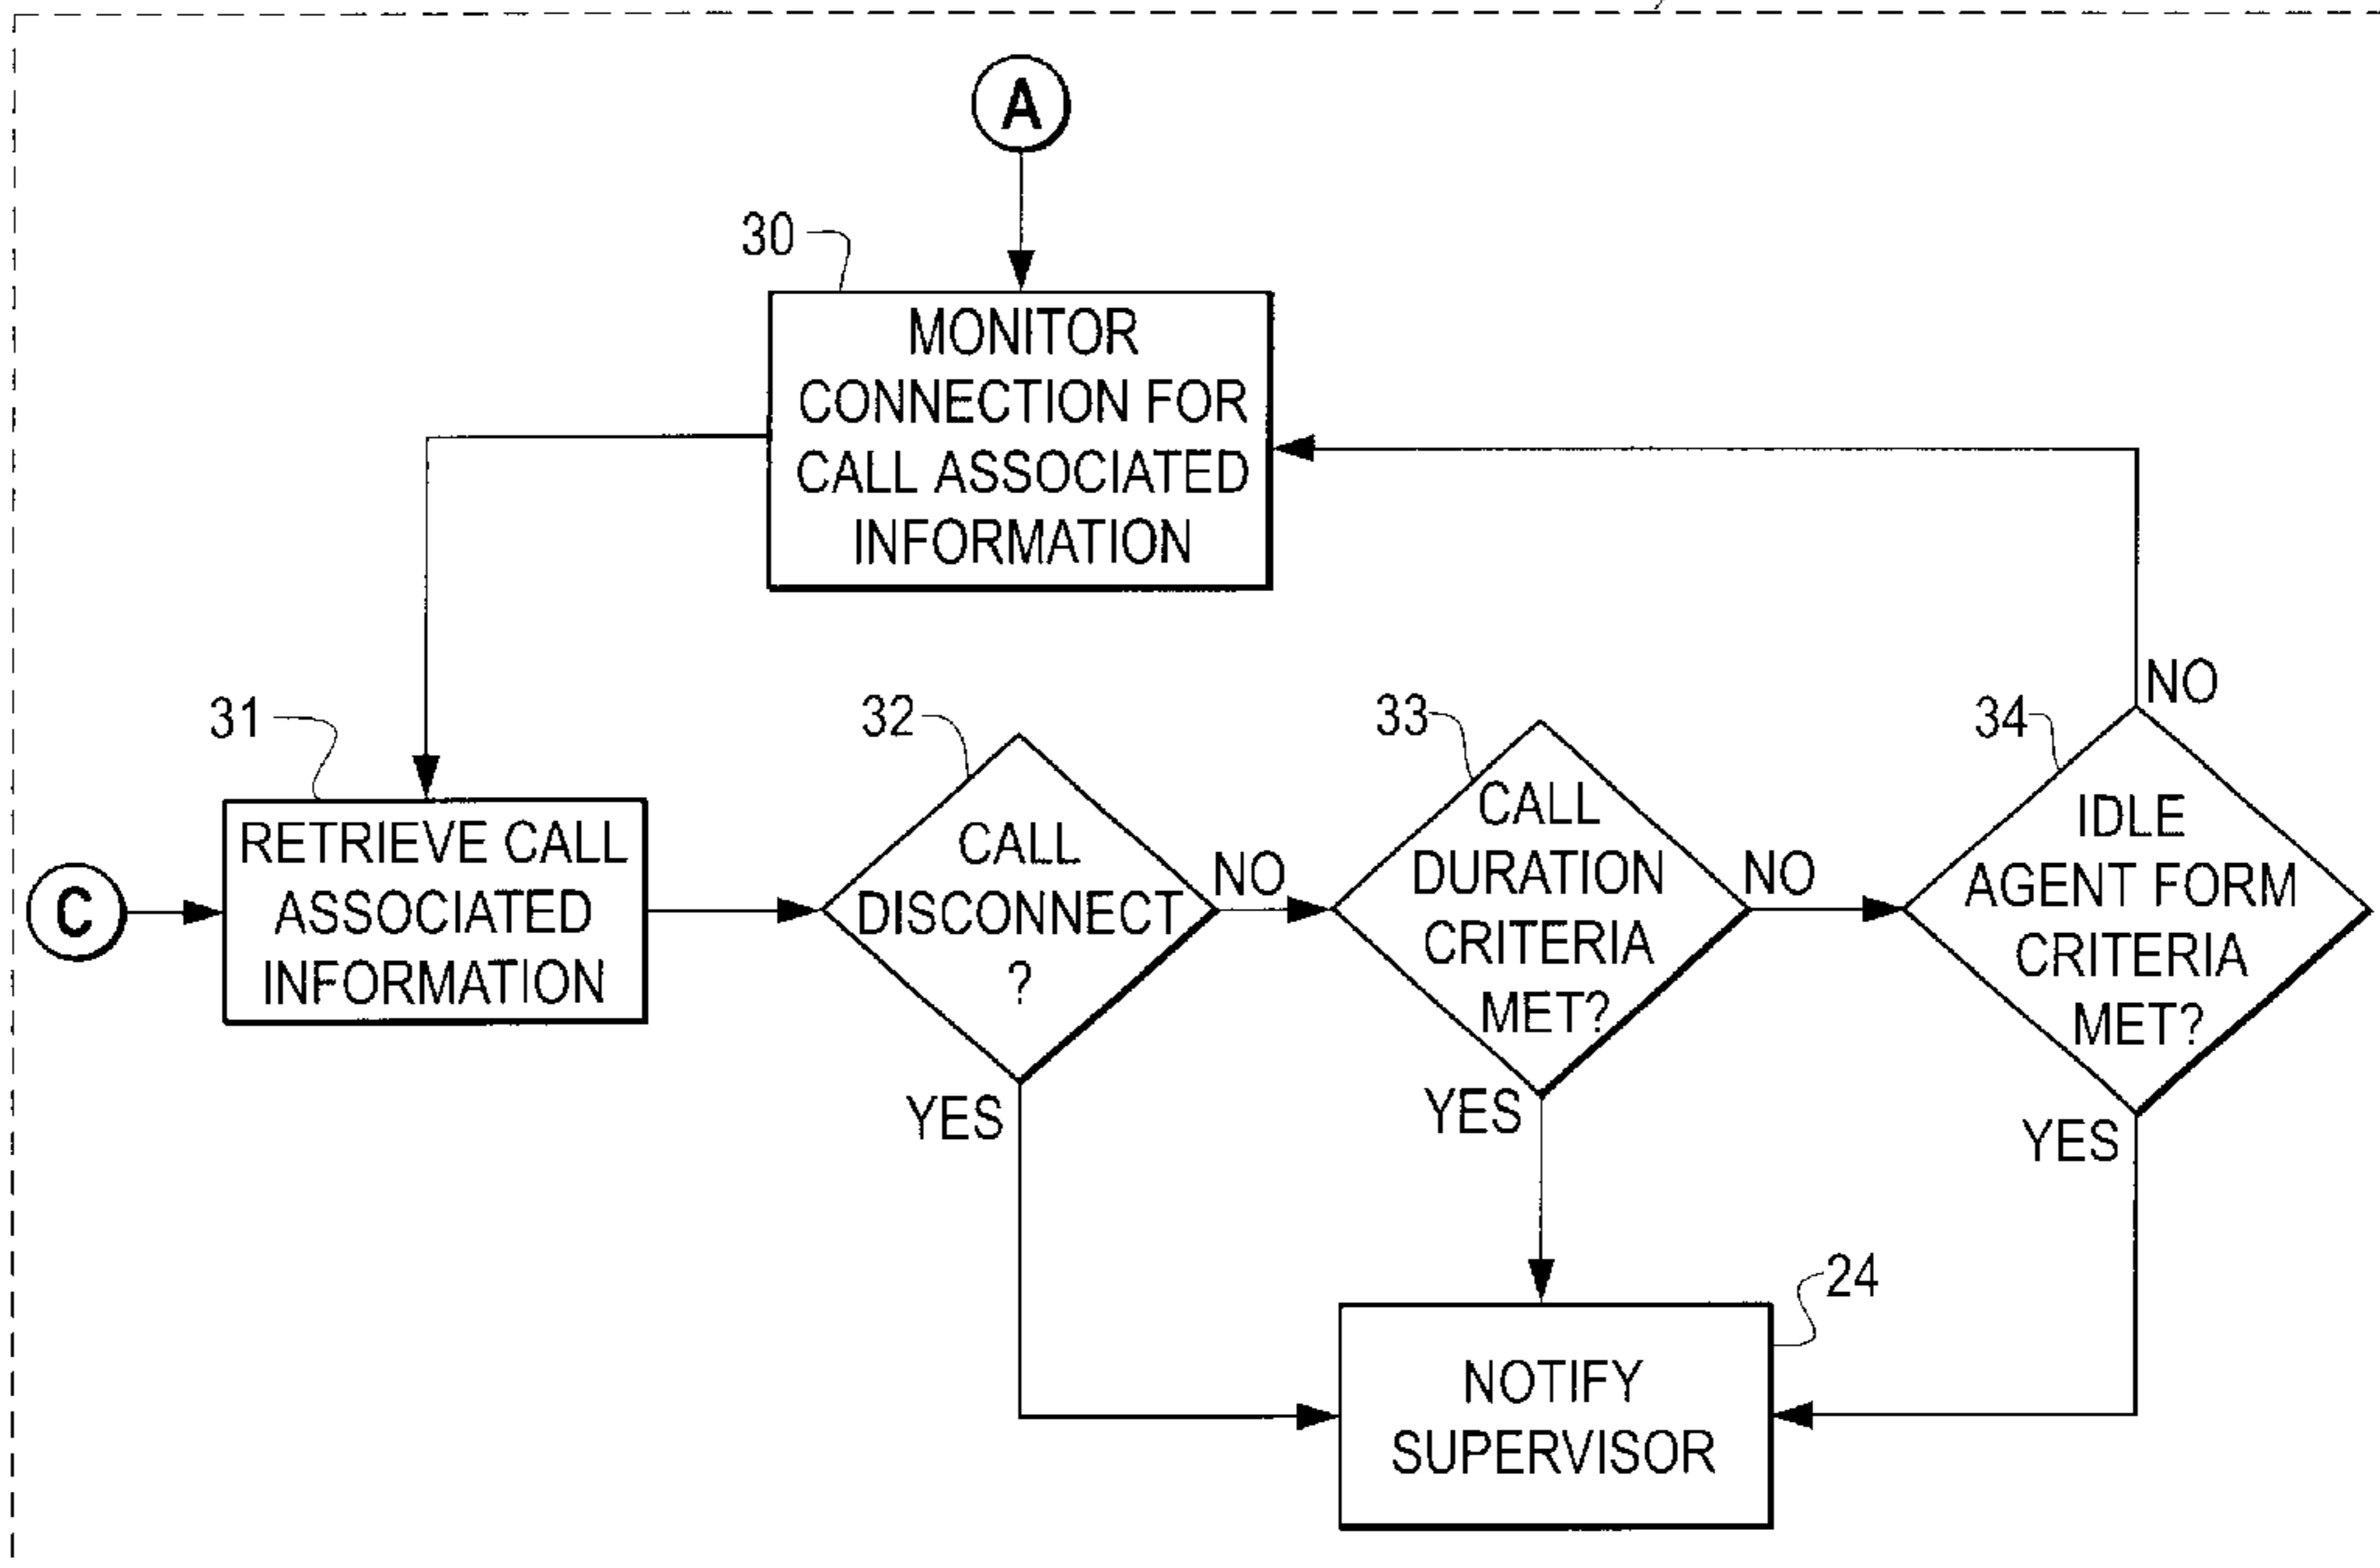 A
30
MONITOR
CONNECTION FOR
CALL ASSOCIATED
INFORMATION
31
RETRIEVE CALL
ASSOCIATED
INFORMATION
C
32
CALL
DISCONNECT
?
NO
YES
33
CALL
DURATION
CRITERIA
MET?
NO
YES
34
NO
IDLE
AGENT FORM
CRITERIA
MET?
YES
24
NOTIFY
SUPERVISOR